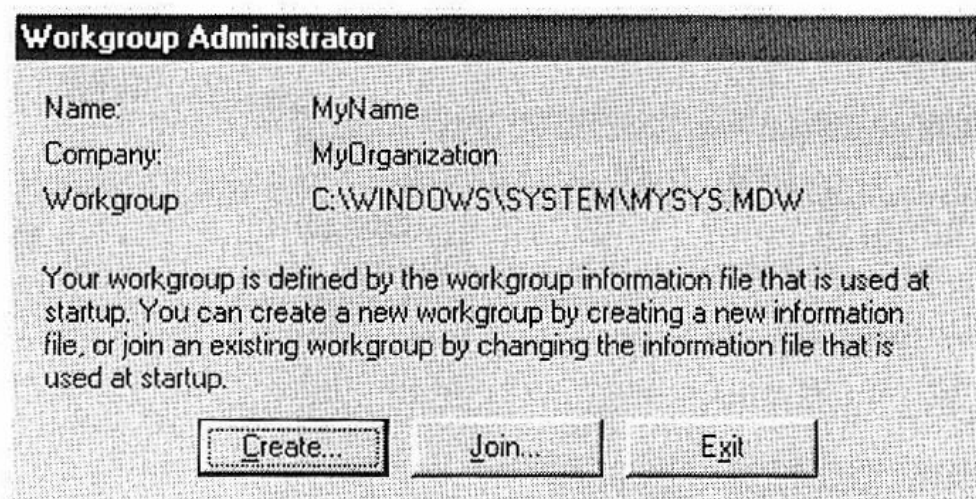 Workgroup Administrator
Name: MyName
Company: MyOrganization
Workgroup C:\WINDOWS\SYSTEM\MYSYS.MDW
Your workgroup is defined by the workgroup information file that is used at
startup. You can create a new workgroup by creating a new information
file, or join an existing workgroup by changing the information file that is
used at startup.
Create... Join... Exit